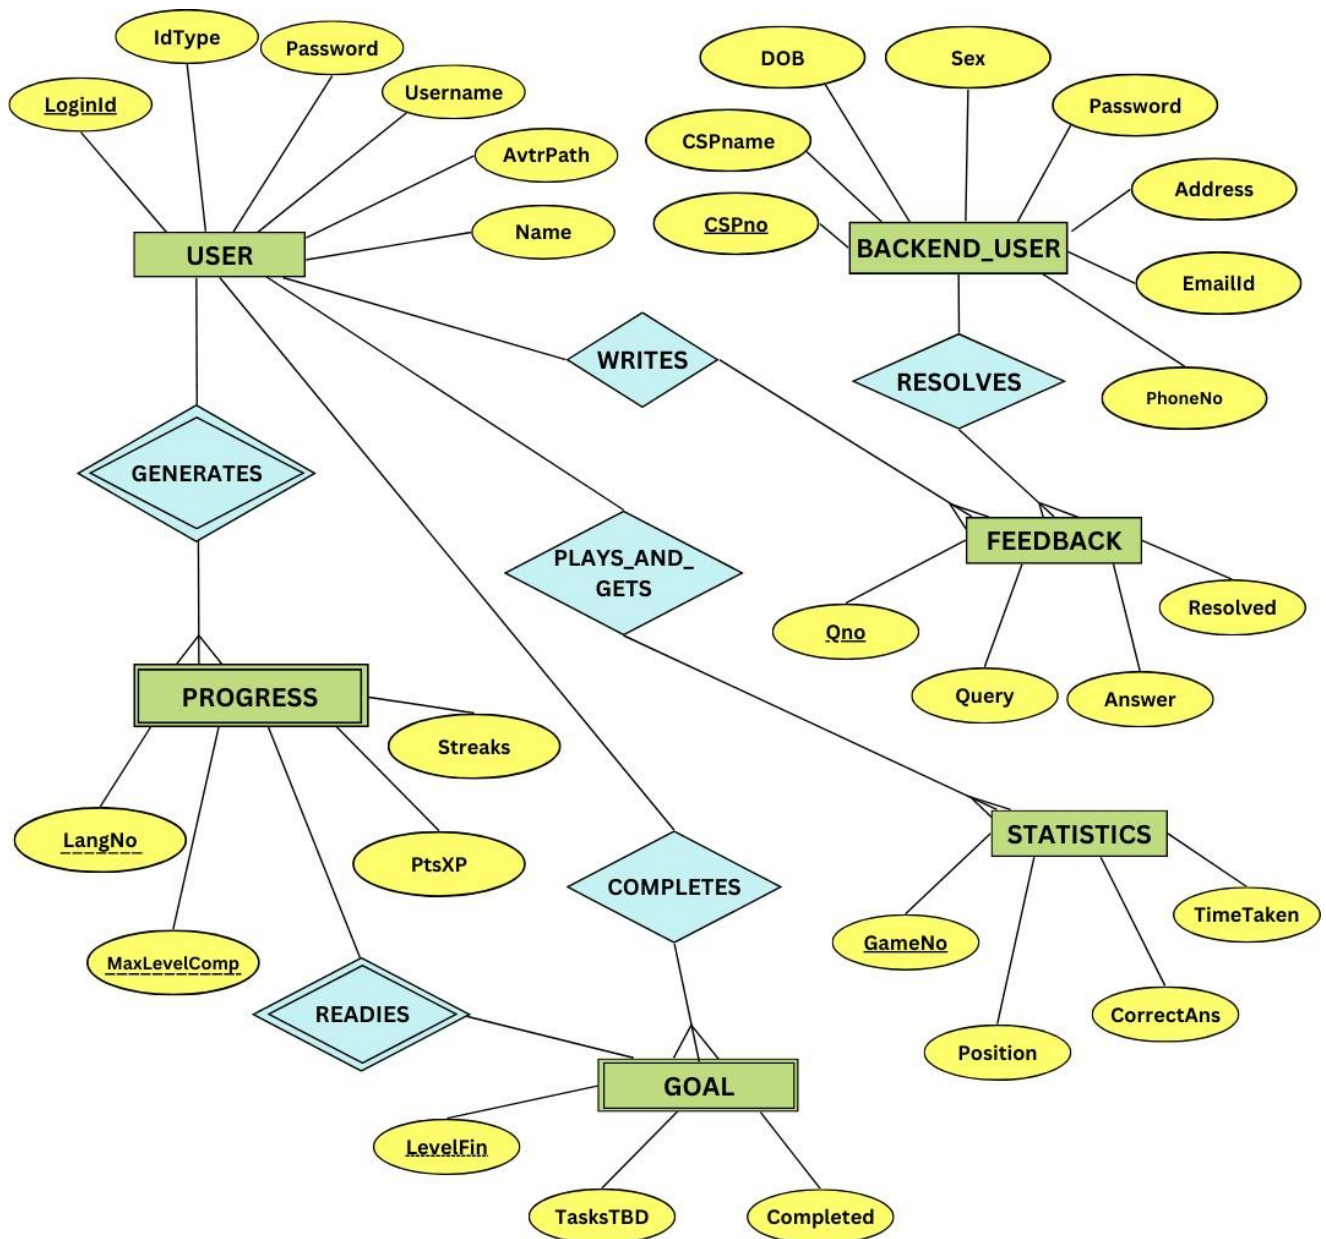 IdType
Password
Username
LoginId
AvtrPath
Name
USER
DOB
Sex
Password
CSPname
Address
CSPno
BACKEND_USER
EmailId
WRITES
RESOLVES
PhoneNo
GENERATES
PLAYS_AND_
GETS
FEEDBACK
Resolved
Qno
Query
Answer
PROGRESS
Streaks
LangNo
PtsXP
MaxLevelComp
STATISTICS
COMPLETES
TimeTaken
GameNo
CorrectAns
Position
READIES
GOAL
LevelFin
TasksTBD
Completed